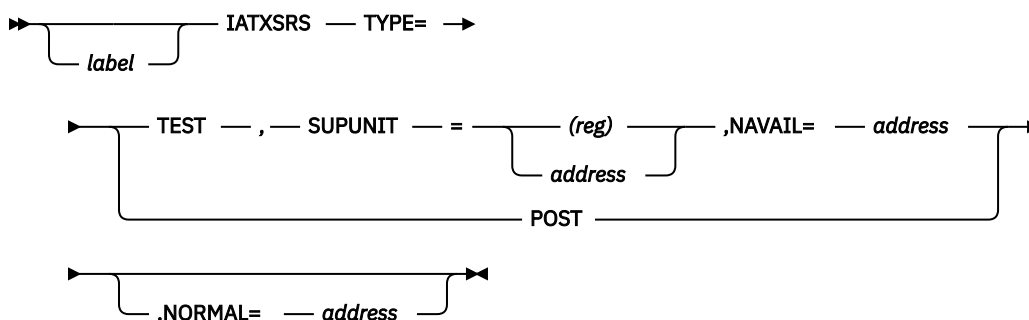 IATXSRS TYPE=
label
TEST , SUPUNIT = (reg) ,NAVAIL= address
address
POST
,NORMAL= address